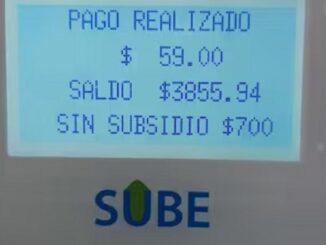 PAGO REALIZADO
$ 59.00
SALDO $3855.94
SIN SUBSIDIO $700
SUBE